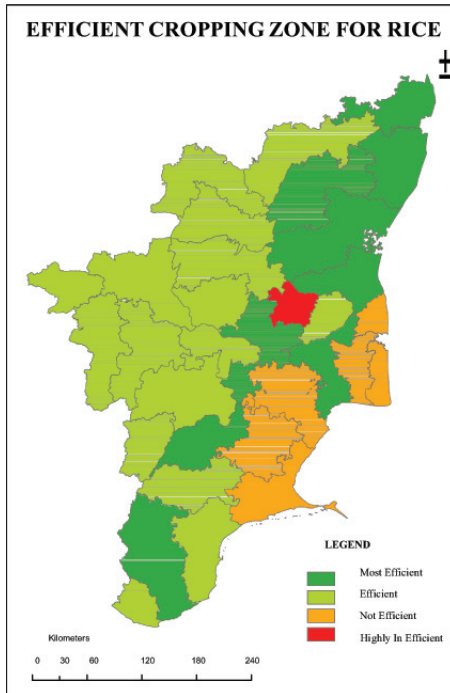 EFFICIENT CROPPING ZONE FOR RICE
LEGEND
Most Efficient
Efficient
Not Efficient
Highly In Efficient
Kilometers
0 30 60 120 180 240